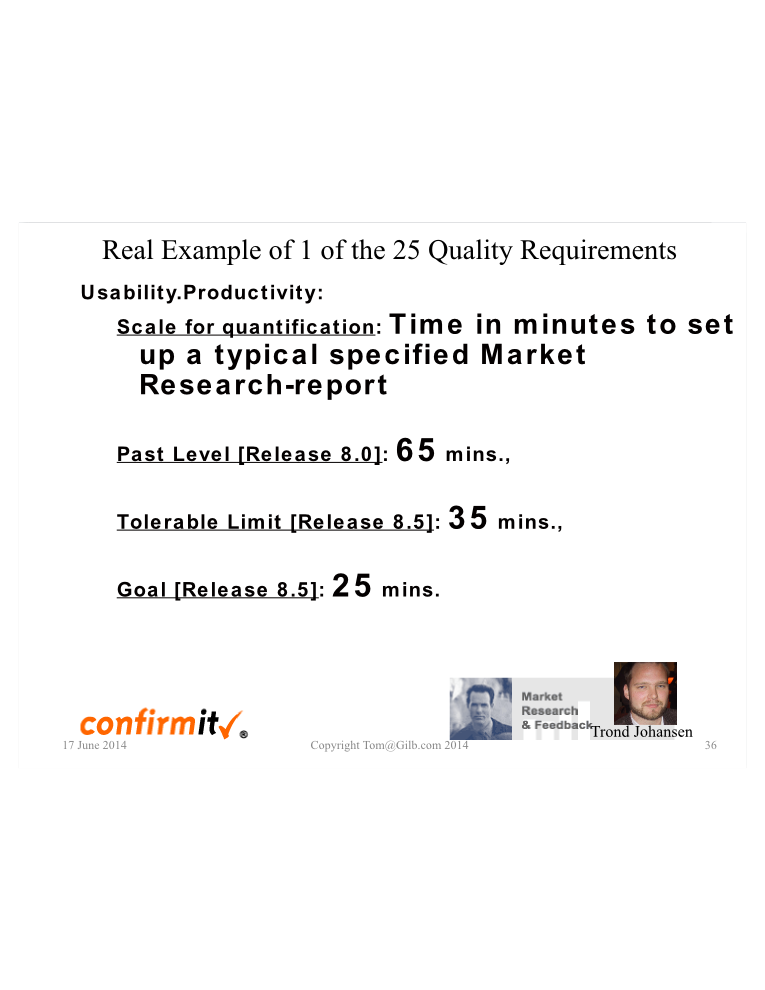 Real Example of 1 of the 25 Quality Requirements
Usability.Productivity:
Scale for quantification: Time in minutes to set
up a typical specified Market
Research-report
Past Level [Release 8.0]: 65 mins.,
Tolerable Limit [Release 8.5]: 35 mins.,
Goal [Release 8.5]: 25 mins.
Market
Research
& Feedback
Trond Johansen
confirmit®
17 June 2014
Copyright Tom@Gilb.com 2014
36